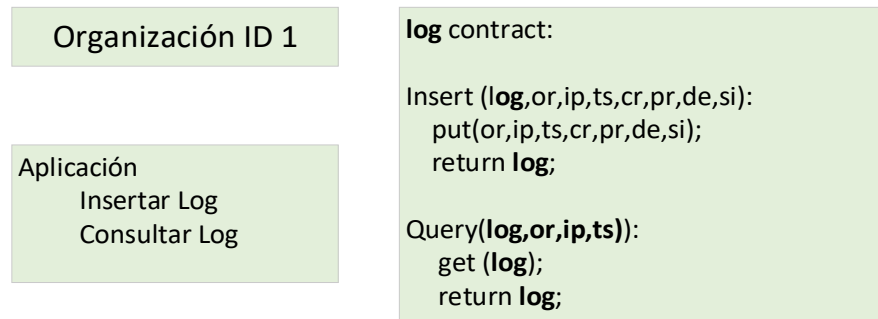 Organización ID 1
Aplicación
Insertar Log
Consultar Log
log contract:
Insert (log,or,ip,ts,cr,pr,de,si):
put(or,ip,ts,cr,pr,de,si);
return log;
Query(log,or,ip,ts)):
get (log);
return log;